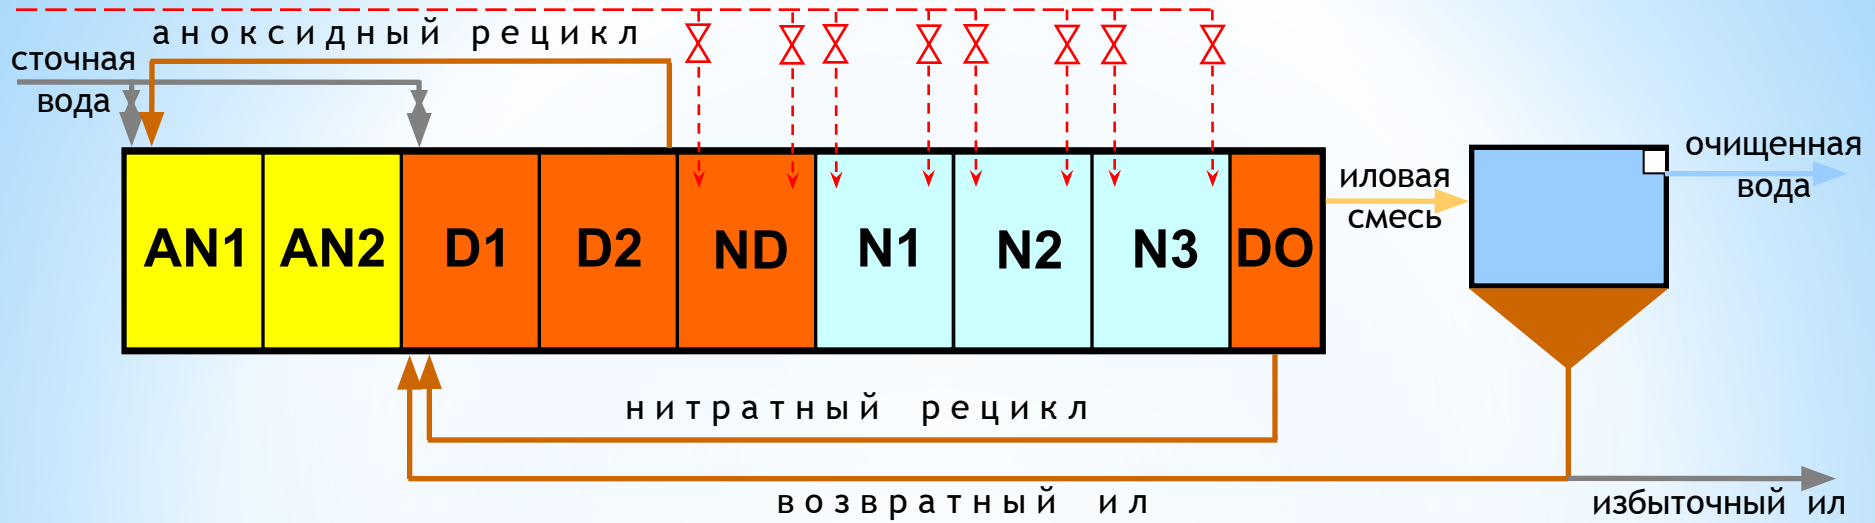 аноксидный рецикл
сточная
вода
AN1 AN2 D1 D2 ND N1 N2 N3 DO
иловая
смесь
очищенная
вода
нитратный рецикл
возвратный ил
избыточный ил